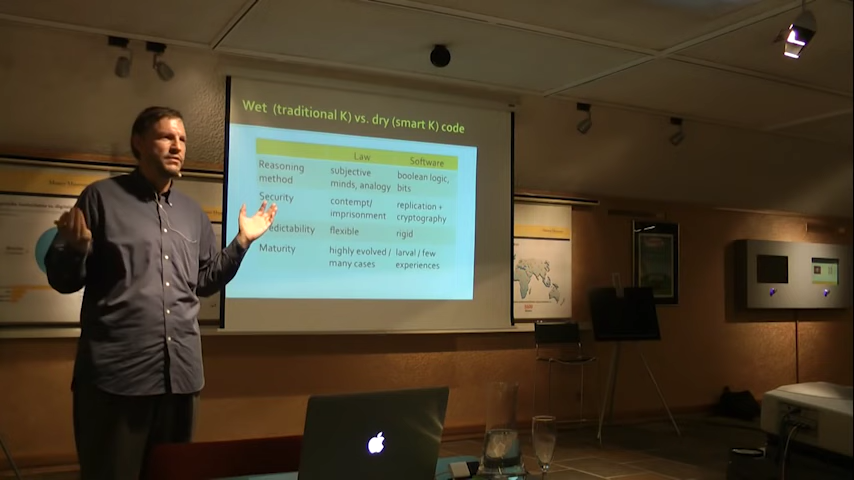 Wet (traditional K) vs. dry (smart K) code
Law Software
Reasoning method subjective minds, analogy boolean logic, bits
Security contempt/ imprisonment replication + cryptography
flexible rigid
Maturity highly evolved / many cases larval / few experiences